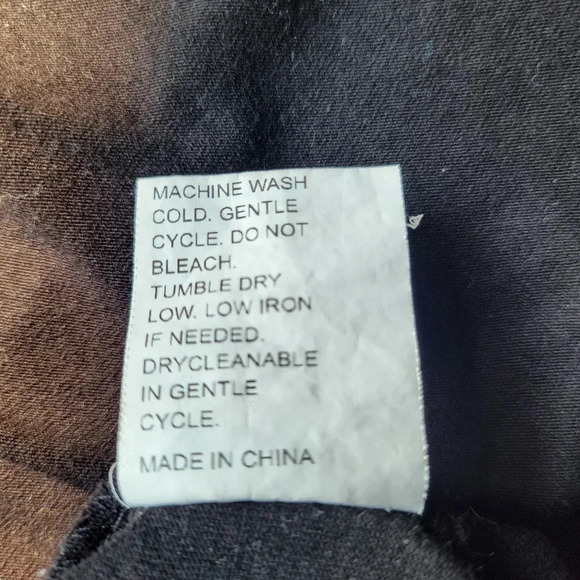 MACHINE WASH
COLD. GENTLE
CYCLE. DO NOT
BLEACH.
TUMBLE DRY
LOW. LOW IRON
IF NEEDED.
DRYCLEANABLE
IN GENTLE
CYCLE.
MADE IN CHINA